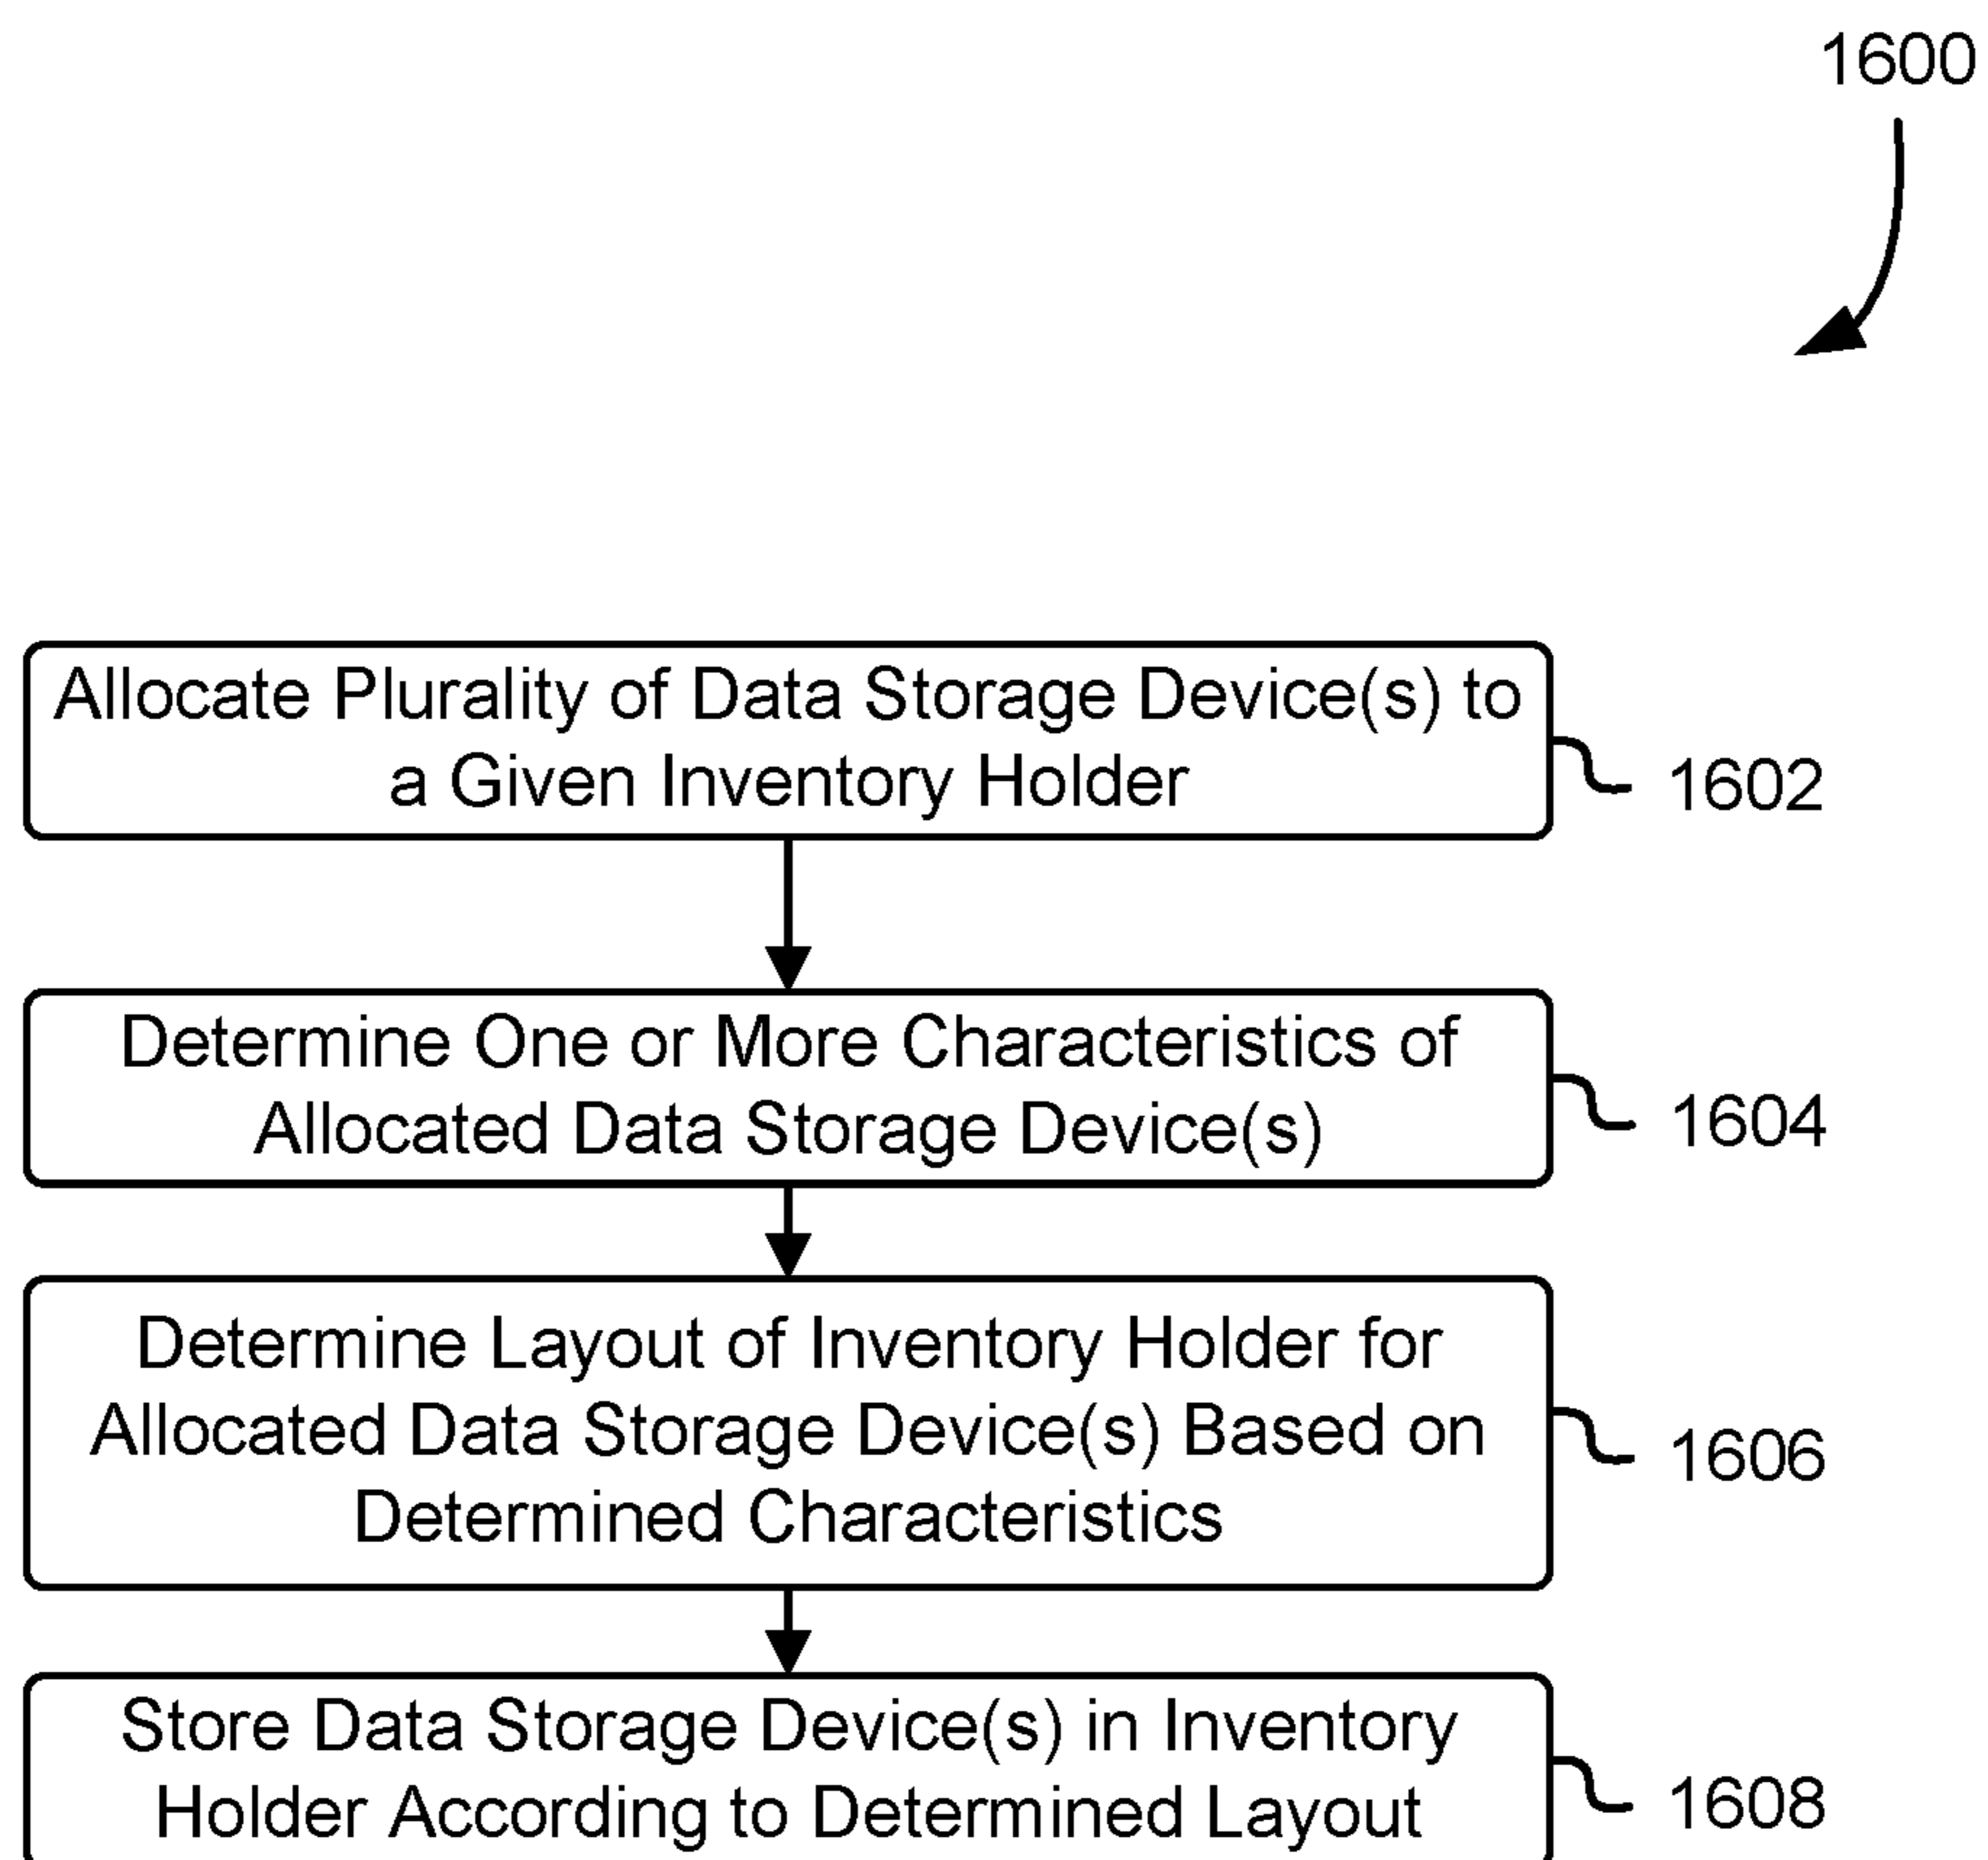 1600
Allocate Plurality of Data Storage Device(s) to
a Given Inventory Holder
1602
Determine One or More Characteristics of
Allocated Data Storage Device(s)
1604
Determine Layout of Inventory Holder for
Allocated Data Storage Device(s) Based on
Determined Characteristics
1606
Store Data Storage Device(s) in Inventory
Holder According to Determined Layout
1608